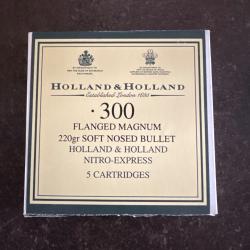 HOLLAND & HOLLAND
Established London 1835
.300
FLANGED MAGNUM
220gr SOFT NOSED BULLET
HOLLAND & HOLLAND
NITRO-EXPRESS
5 CARTRIDGES